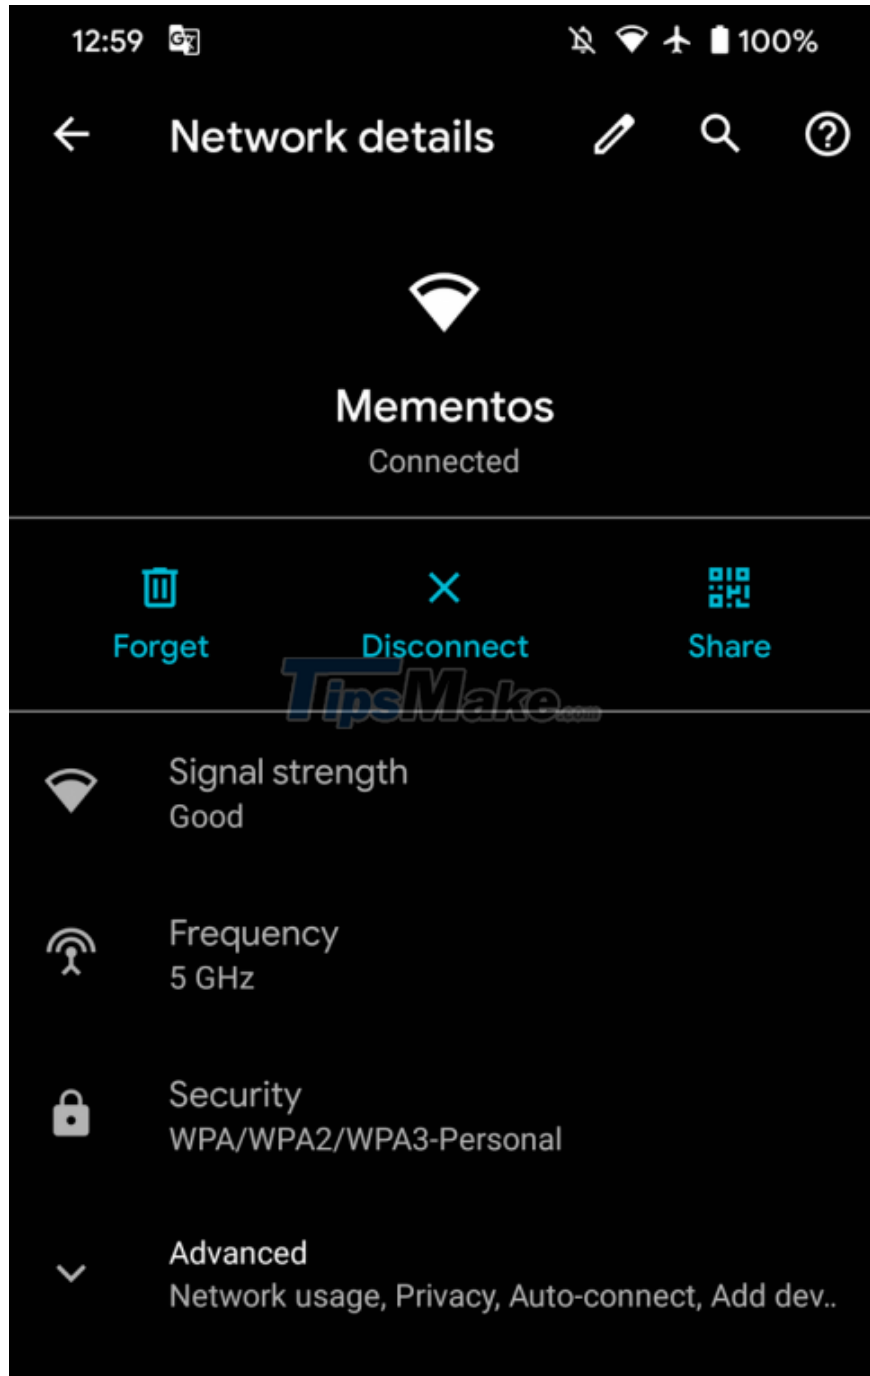 12:59 100%
Network details
Mementos
Connected
Forget Disconnect Share
TipsMake.com
Signal strength
Good
Frequency
5 GHz
Security
WPA/WPA2/WPA3-Personal
Advanced
Network usage, Privacy, Auto-connect, Add dev..